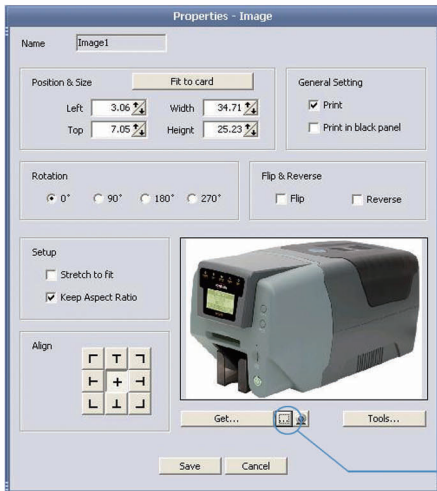 Properties - Image
Name Image1
Position & Size Fit to card
Left 3.06 Width 34.71
Top 7.05 Heignt 25.23
General Setting
Print
Print in black panel
Rotation
0° 90° 180° 270°
Flip & Reverse
Flip Reverse
Setup
Stretch to fit
Keep Aspect Ratio
Align
Get... ... Tools...
Save Cancel